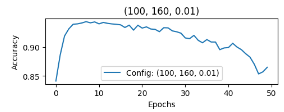 (100, 160, 0.01)
Accuracy
0.90
0.85
Config: (100, 160, 0.01)
0 10 20 30 40 50
Epochs